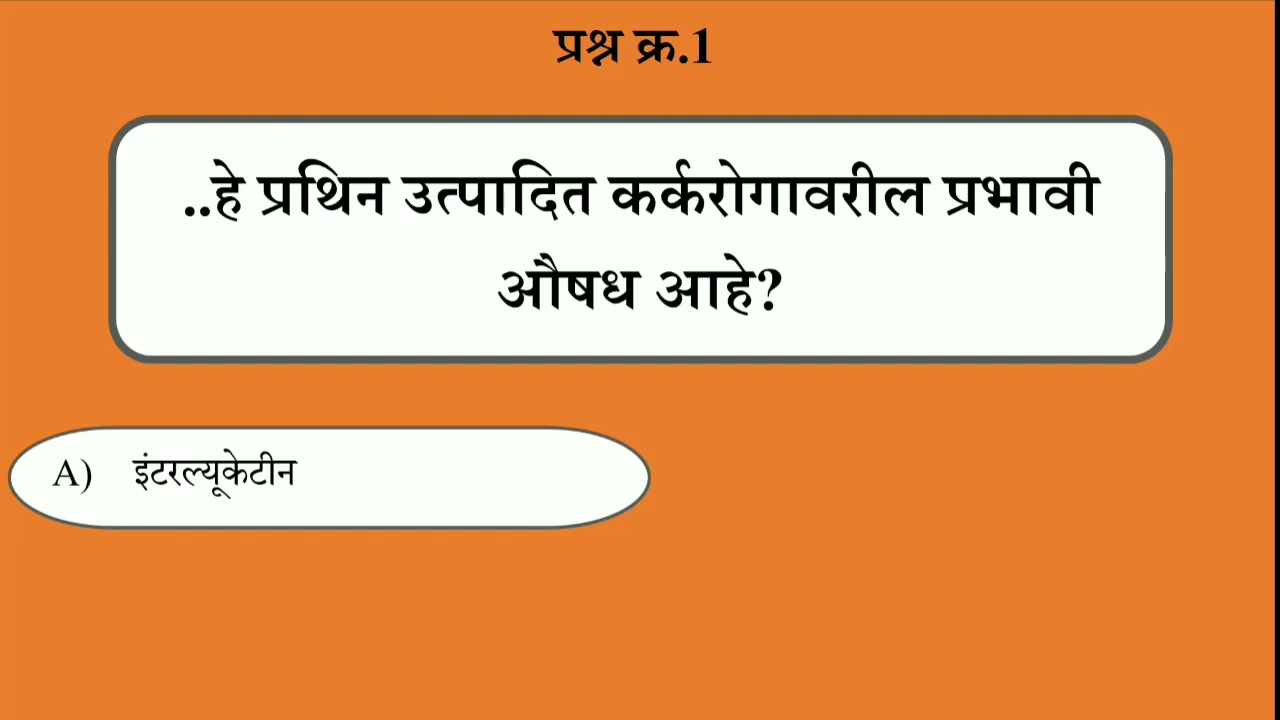 प्रश्न क्र.1
..हे प्रथिन उत्पादित कर्करोगावरील प्रभावी
औषध आहे?
A) इंटरल्यूकेटीन